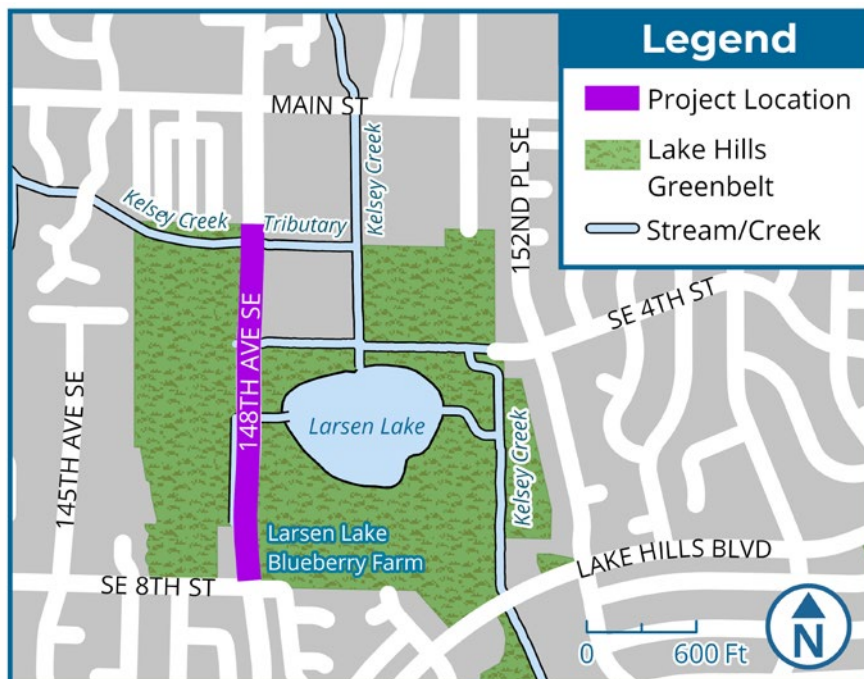 Legend
Project Location
Lake Hills
Greenbelt
Stream/Creek
MAIN ST
Kelsey Creek
Tributary
Kelsey Creek
152ND PL SE
SE 4TH ST
148TH AVE SE
145TH AVE SE
Larsen Lake
Kelsey Creek
Larsen Lake
Blueberry Farm
LAKE HILLS BLVD
SE 8TH ST
0 600 Ft
N